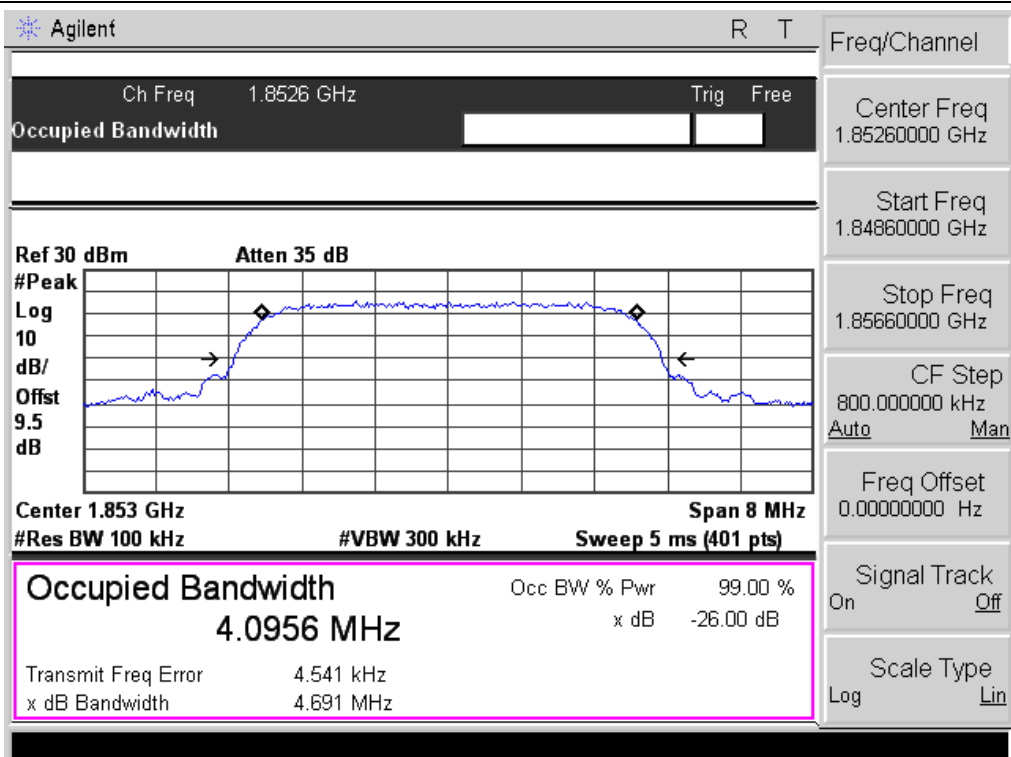 Agilent R T
Ch Freq 1.8526 GHz Trig Free
Occupied Bandwidth
Ref 30 dBm Atten 35 dB
#Peak
Log
10
dB/
Offst
9.5
dB
Center 1.853 GHz Span 8 MHz
#Res BW 100 kHz #VBW 300 kHz Sweep 5 ms (401 pts)
Occupied Bandwidth Occ BW % Pwr 99.00 %
4.0956 MHz x dB -26.00 dB
Transmit Freq Error 4.541 kHz
x dB Bandwidth 4.691 MHz
Freq/Channel
Center Freq
1.85260000 GHz
Start Freq
1.84860000 GHz
Stop Freq
1.85660000 GHz
CF Step
800.000000 kHz
Auto Man
Freq Offset
0.00000000 Hz
Signal Track
On Off
Scale Type
Log Lin